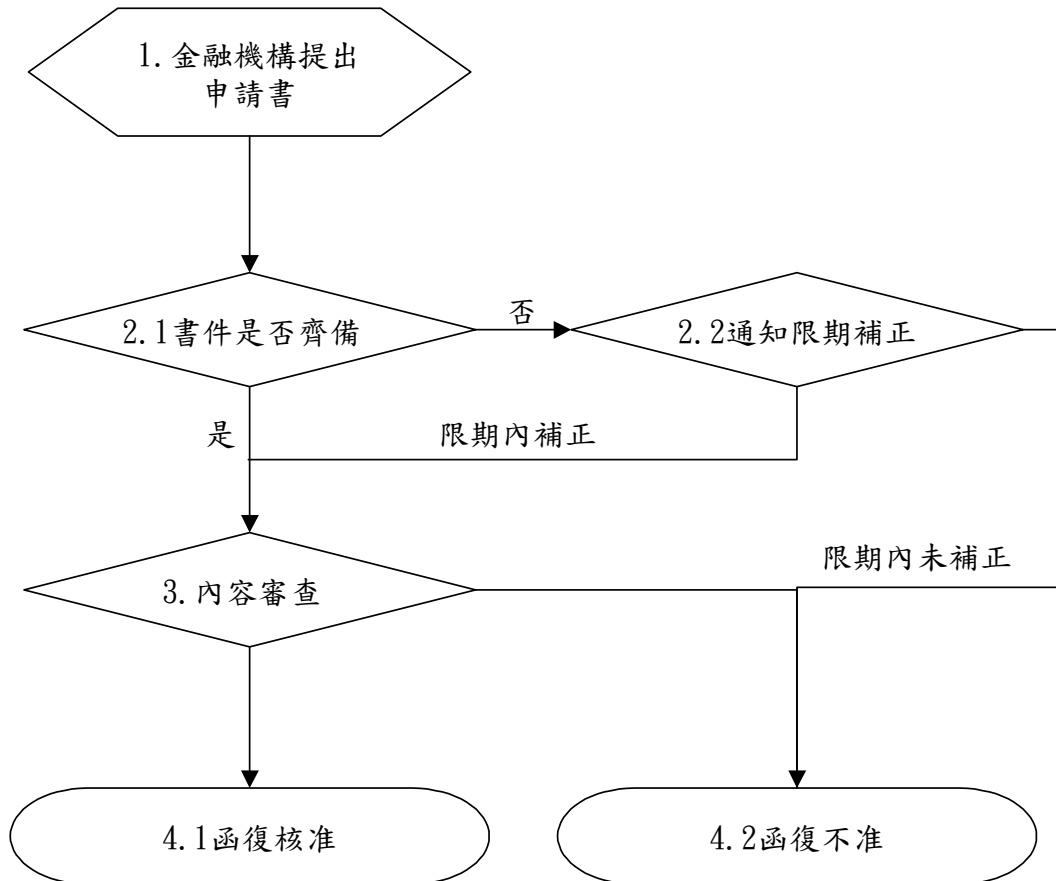 1.金融機構提出
申請書
2.1書件是否齊備
否
2.2通知限期補正
是
限期內補正
3.內容審查
限期內未補正
4.1函復核准
4.2函復不准